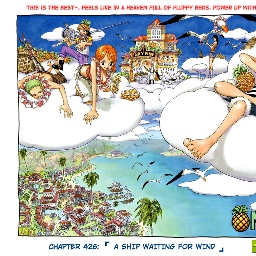 THIS IS THE BEST~. FEELS LIKE IN A HEAVEN FULL OF FLUFFY BEDS. POWER UP WITH
CHAPTER 426: 『 A SHIP WAITING FOR WIND 』